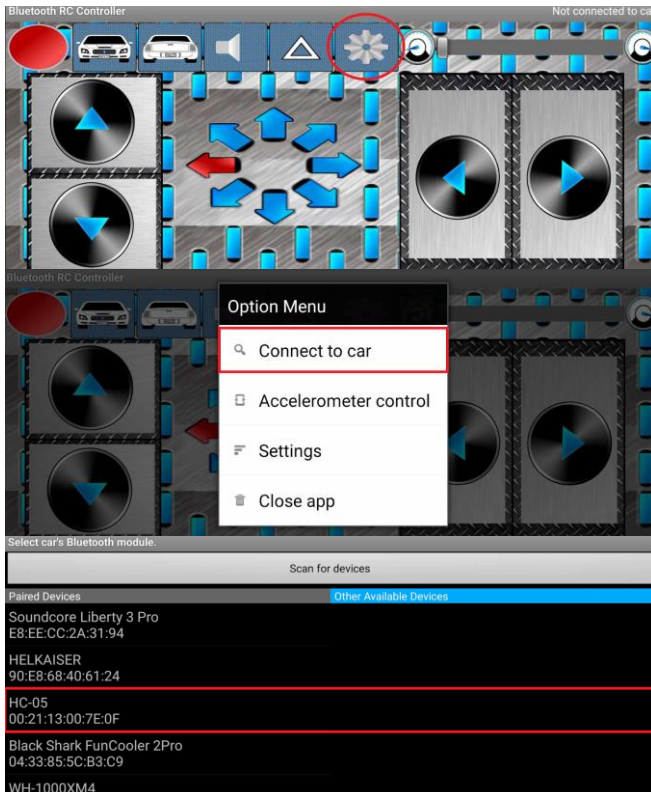 Bluetooth RC Controller
Not connected to ca
Bluetooth RC Controller
Option Menu
Connect to car
Accelerometer control
Settings
Close app
Select car's Bluetooth module.
Scan for devices
Paired Devices
Other Available Devices
Soundcore Liberty 3 Pro
E8:EE:CC:2A:31:94
HELKAISER
90:E8:68:40:61:24
HC-05
00:21:13:00:7E:0F
Black Shark FunCooler 2Pro
04:33:85:5C:B3:C9
WH-1000XM4